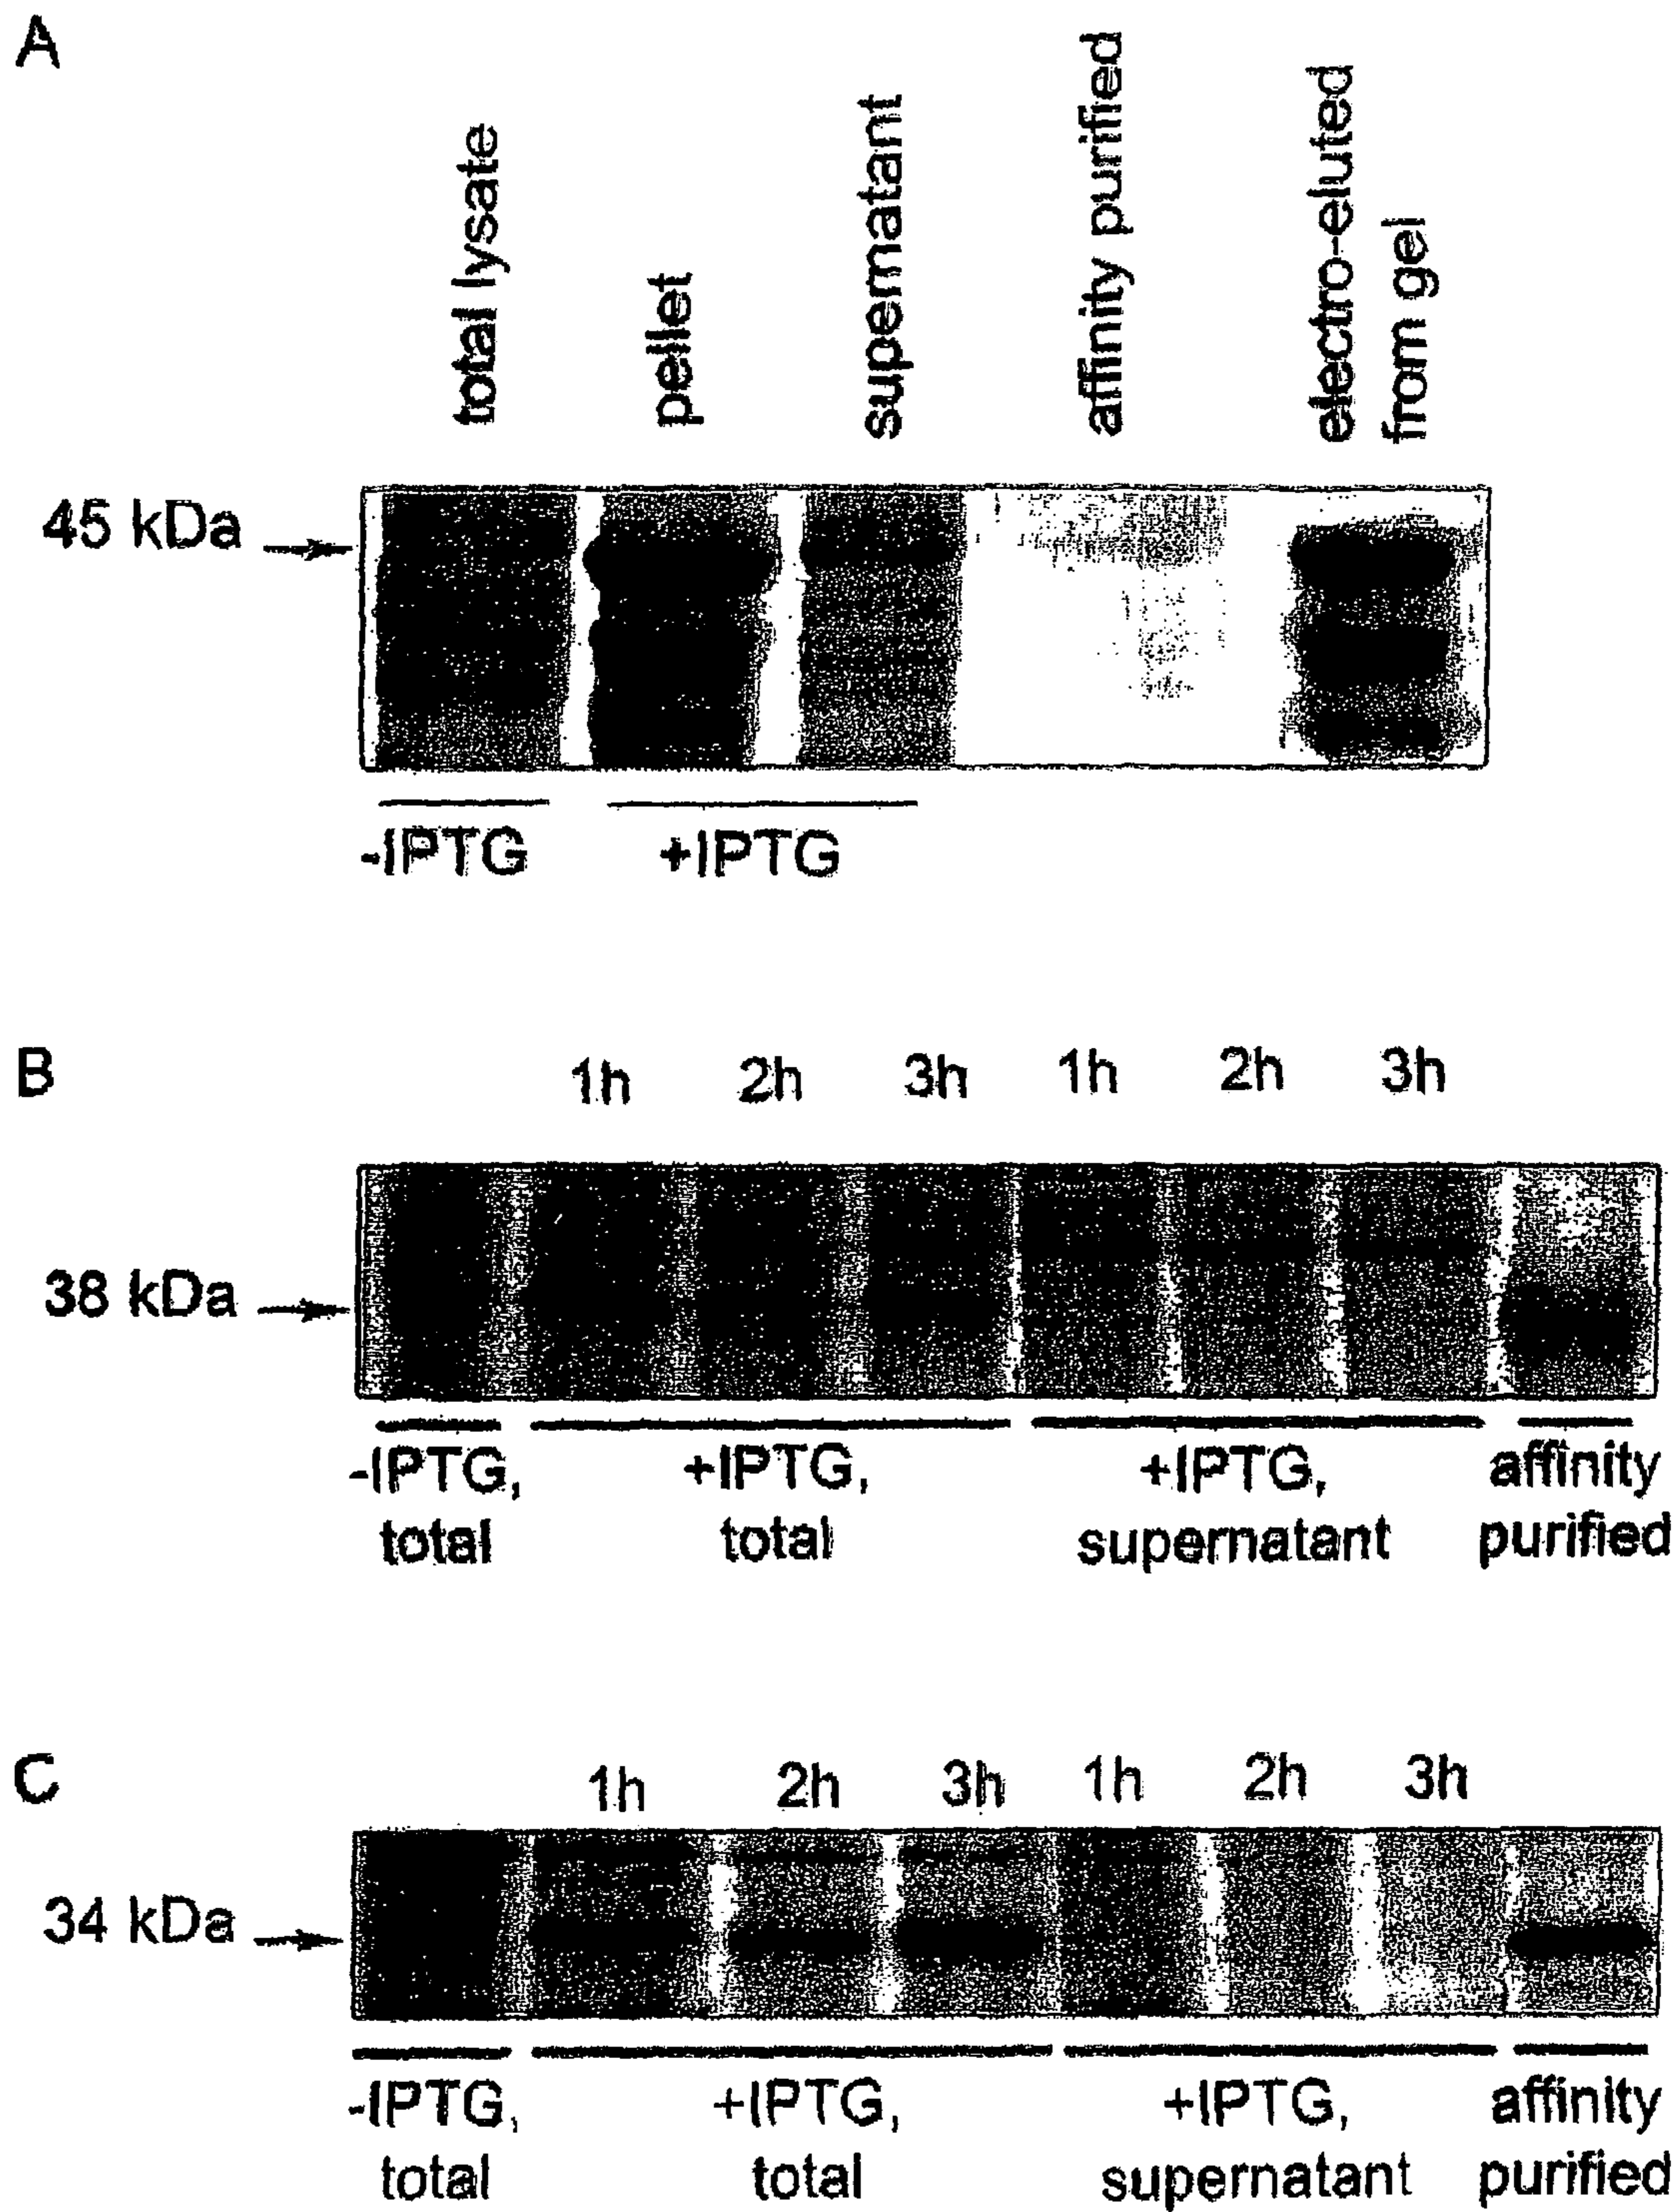 A
total lysate
pellet
supernatant
affinity purified
electro-eluted
from gel
45 kDa
-IPTG
+IPTG
B
1h 2h 3h 1h 2h 3h
38 kDa
-IPTG, +IPTG, +IPTG, affinity
total total supernatant purified
C
1h 2h 3h 1h 2h 3h
34 kDa
-IPTG, +IPTG, +IPTG, affinity
total total supernatant purified